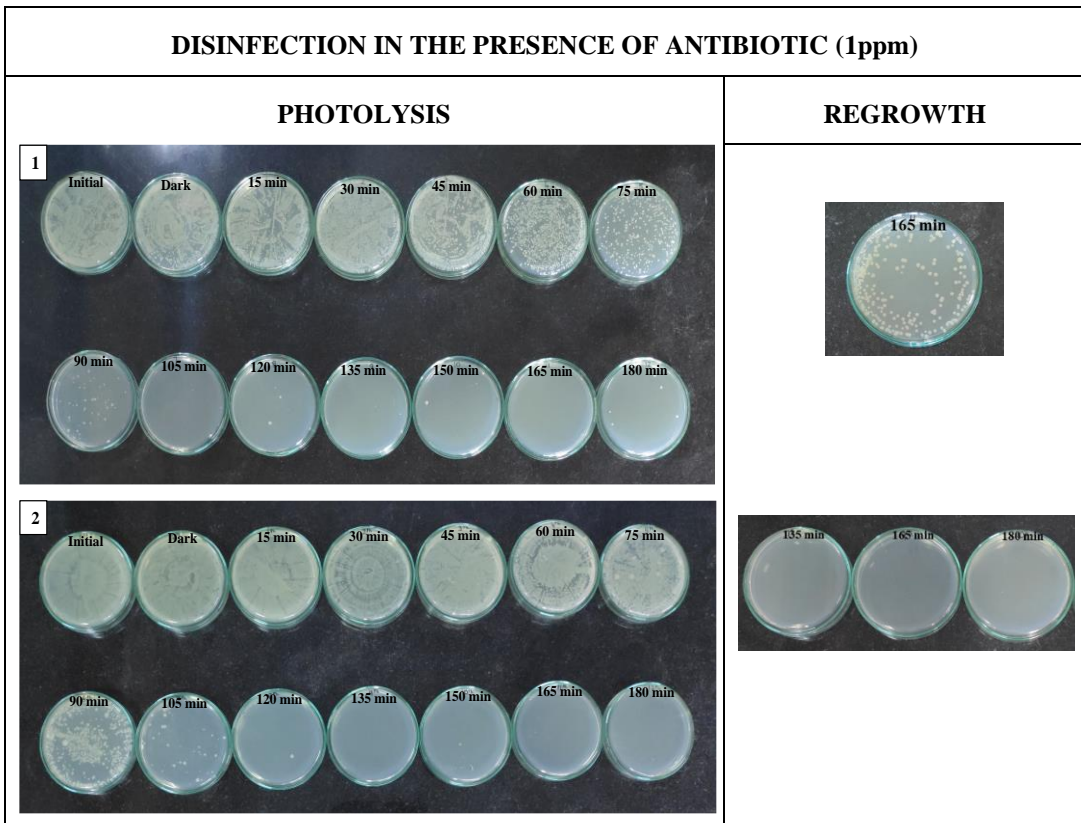 DISINFECTION IN THE PRESENCE OF ANTIBIOTIC (1ppm)
PHOTOLYSIS
REGROWTH
1
Initial
Dark
15 min
30 min
45 min
60 min
75 min
90 min
105 min
120 min
135 min
150 min
165 min
180 min
165 min
2
Initial
Dark
15 min
30 min
45 min
60 min
75 min
90 min
105 min
120 min
135 min
150 min
165 min
180 min
135 min
165 min
180 min